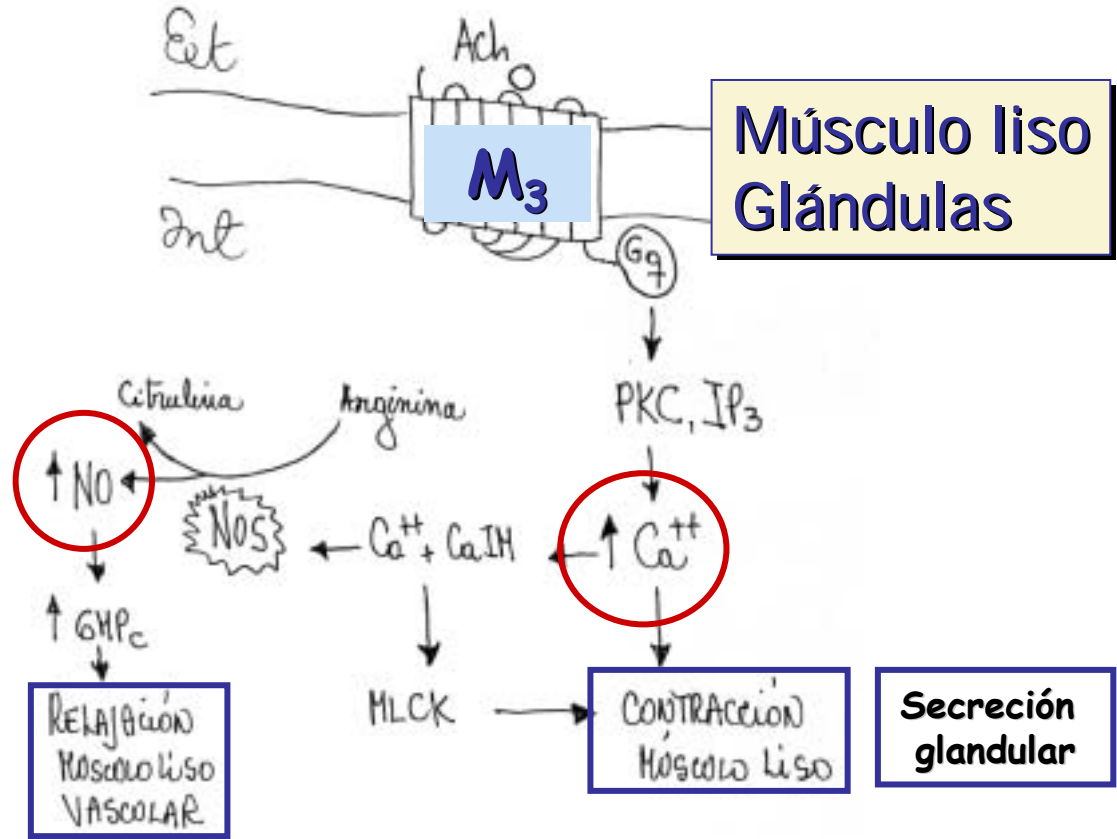 Ext
Ach
M3
Músculo liso
Glándulas
Int
Gq
Citrulina
Arginina
PKC, IP3
↑ NO
NOS
Ca++ + CaIM
↑ Ca++
↑ GMPc
MLCK
RELAJACIÓN
MÚSCULO LISO
VASCULAR
CONTRACCIÓN
MÚSCULO LISO
Secreción
glandular